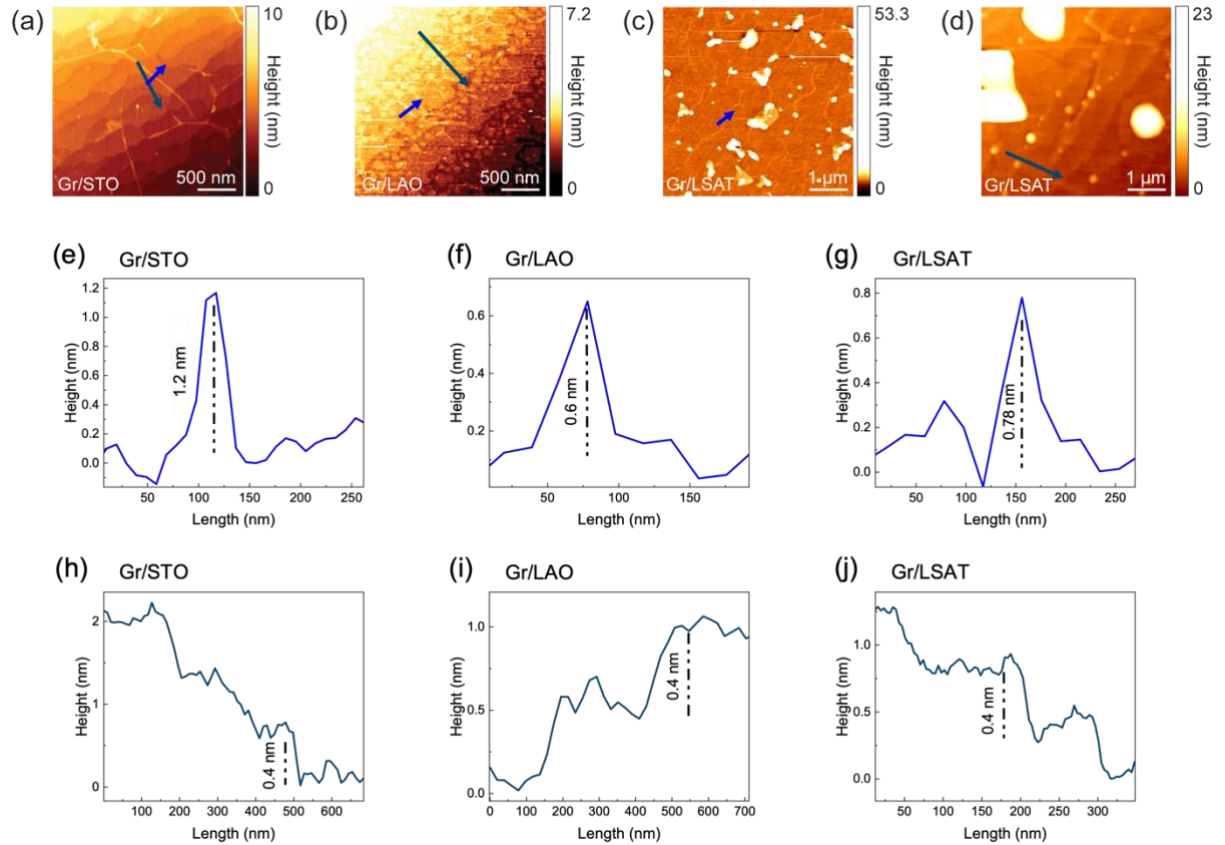 (a)
10
Height (nm)
0
Gr/STO
500 nm
(b)
7.2
Height (nm)
0
Gr/LAO
500 nm
(c)
53.3
Height (nm)
0
Gr/LSAT
1 μm
(d)
23
Height (nm)
0
Gr/LSAT
1 μm
(e)
Gr/STO
1.2
1.0
0.8
0.6
0.4
0.2
0.0
Height (nm)
1.2 nm
50 100 150 200 250
Length (nm)
(f)
Gr/LAO
0.6
0.4
0.2
Height (nm)
0.6 nm
50 100 150
Length (nm)
(g)
Gr/LSAT
0.8
0.6
0.4
0.2
0.0
Height (nm)
0.78 nm
50 100 150 200 250
Length (nm)
(h)
Gr/STO
2
1
0
Height (nm)
0.4 nm
100 200 300 400 500 600
Length (nm)
(i)
Gr/LAO
1.0
0.5
0.0
Height (nm)
0.4 nm
0 100 200 300 400 500 600 700
Length (nm)
(j)
Gr/LSAT
1.0
0.5
0.0
Height (nm)
0.4 nm
50 100 150 200 250 300
Length (nm)